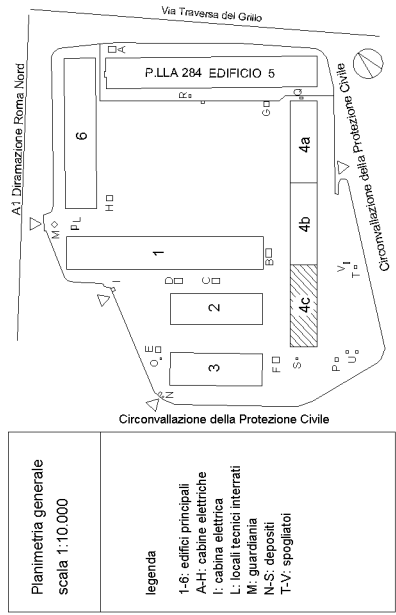 Via Traversa del Grillo
A1 Diramazione Roma Nord
Circonvallazione della Protezione Civile
A
P.LLA 284 EDIFICIO 5
R
Q
G
6
4a
H
L
M
4b
1
B
I
D
C
V
T
2
4c
E
O
3
F
S
P
U
N
Circonvallazione della Protezione Civile
Planimetria generale
scala 1:10.000
legenda
1-6: edifici principali
A-H: cabine elettriche
I: cabina elettrica
L: locali tecnici interrati
M: guardiania
N-S: depositi
T-V: spogliatoi